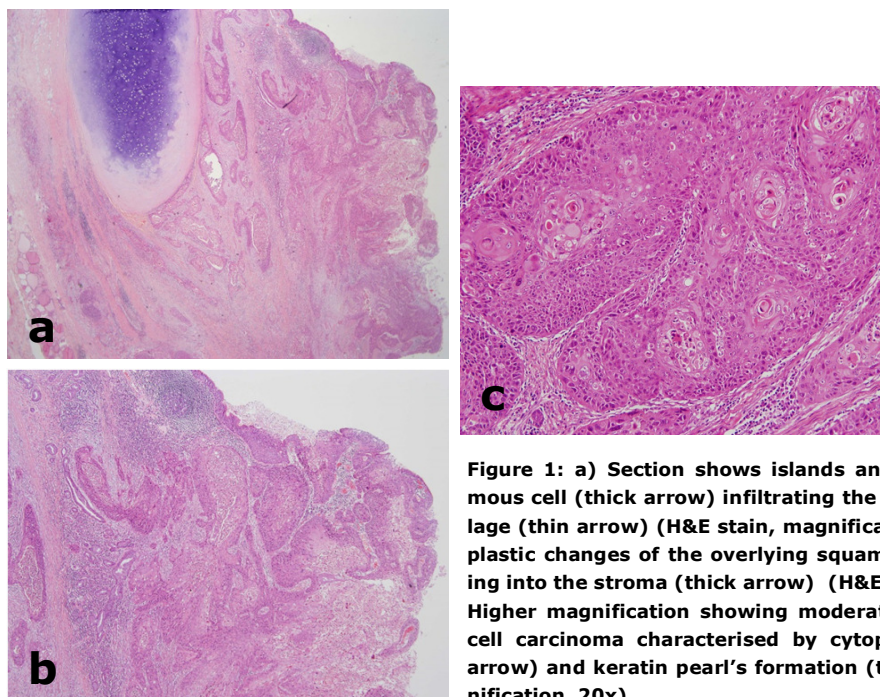 a
b
c
Figure 1: a) Section shows islands an
mous cell (thick arrow) infiltrating the
lage (thin arrow) (H&E stain, magnifica
plastic changes of the overlying squam
ing into the stroma (thick arrow) (H&E
Higher magnification showing moderat
cell carcinoma characterised by cytop
arrow) and keratin pearl's formation (t
nification, 20x)